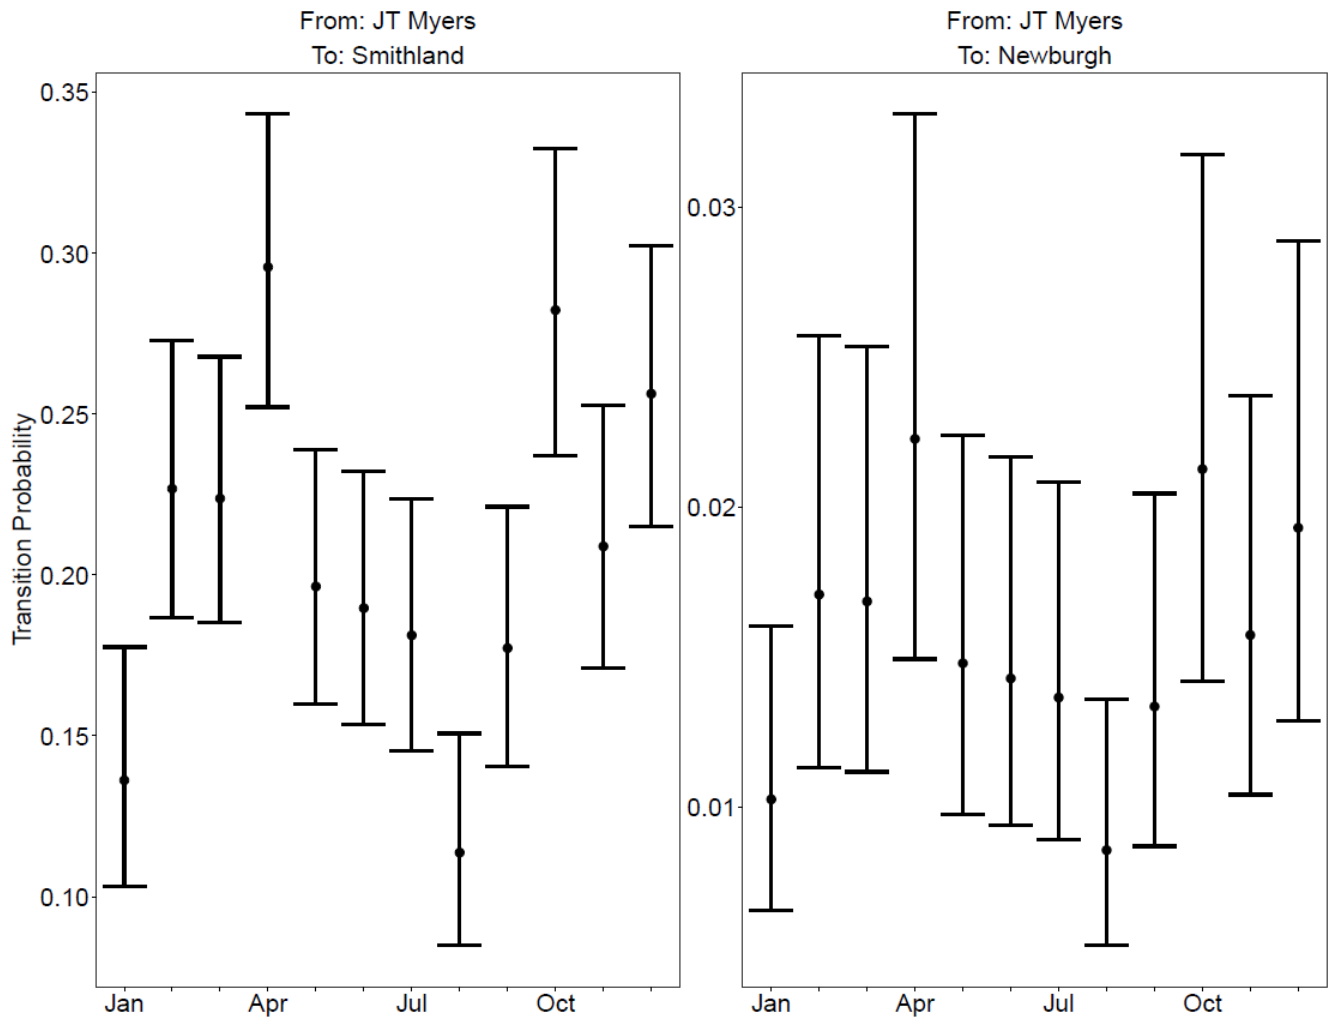 From: JT Myers
To: Smithland
From: JT Myers
To: Newburgh
Transition Probability
0.35
0.30
0.25
0.20
0.15
0.10
0.03
0.02
0.01
Jan Apr Jul Oct
Jan Apr Jul Oct